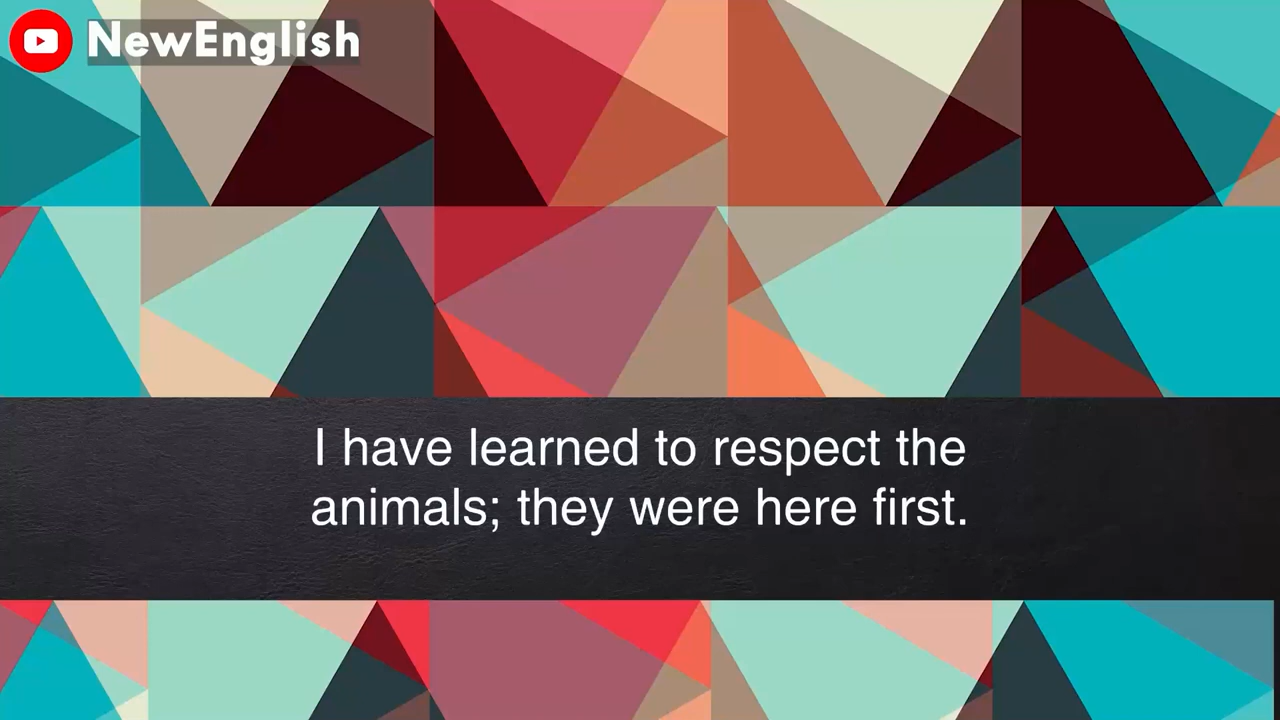 NewEnglish
I have learned to respect the
animals; they were here first.